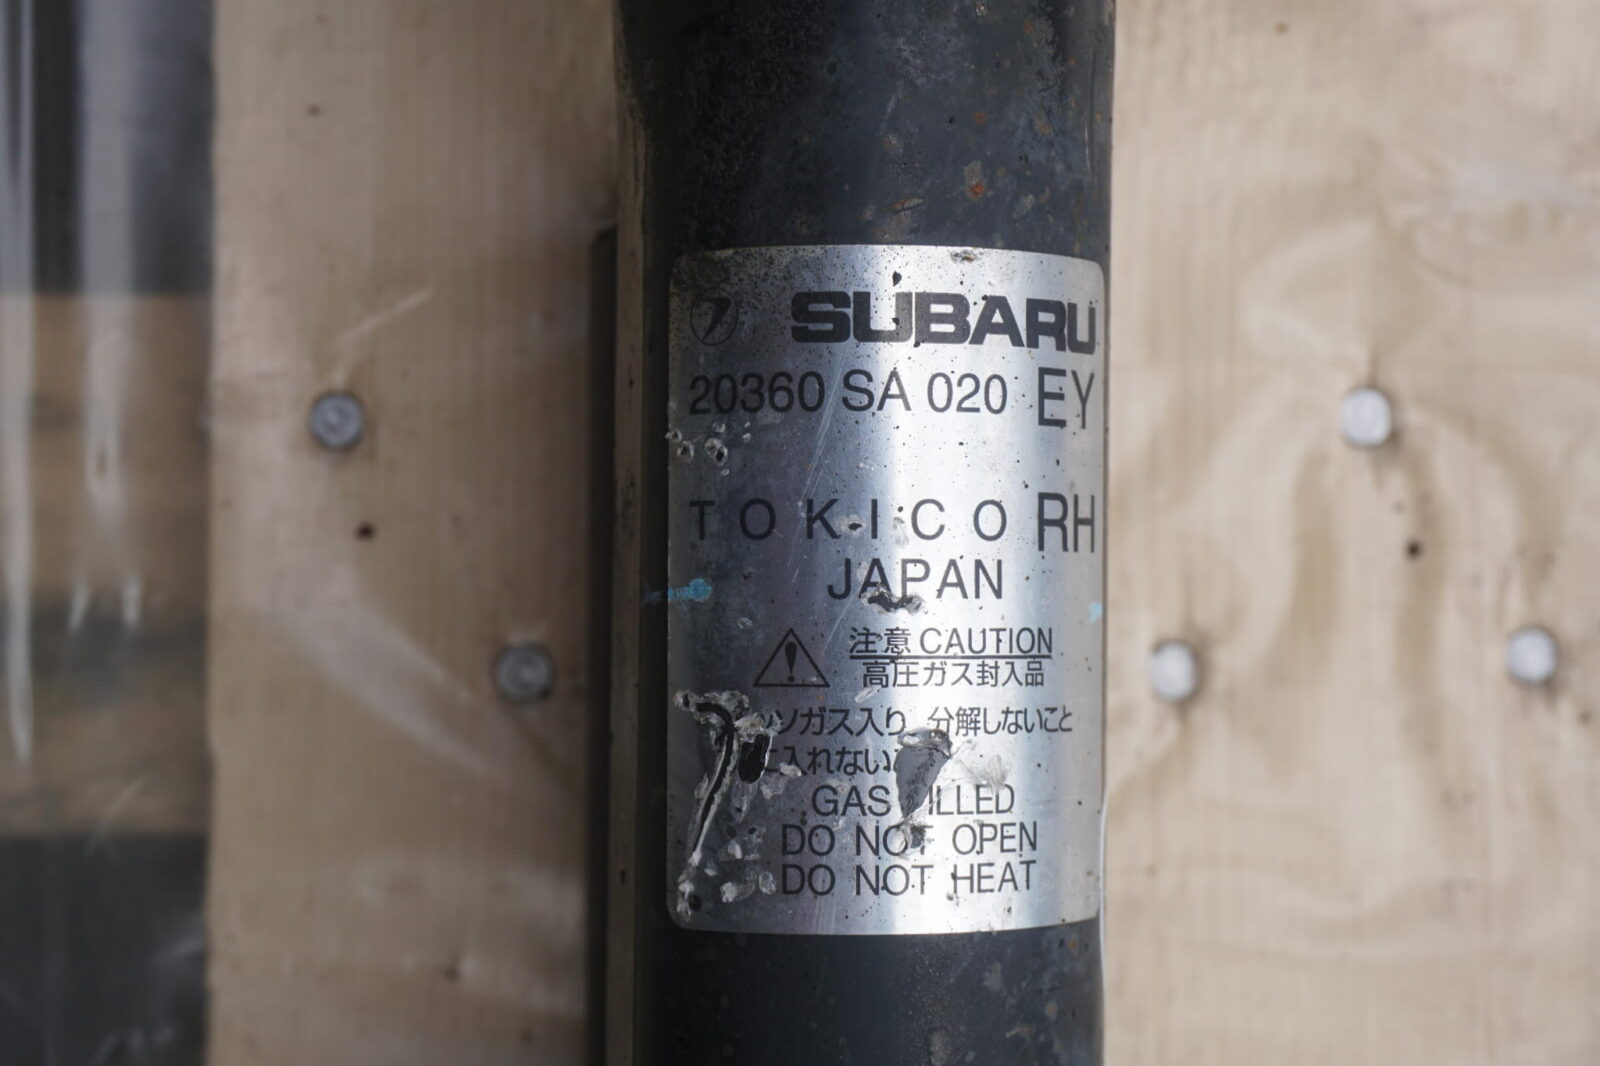 SUBARU
20360 SA 020 EY
TOKICO RH
JAPAN
注意 CAUTION
高圧ガス封入品
ガス入り 分解しないこと
入れない
GAS
DO NOT OPEN
DO NOT HEAT